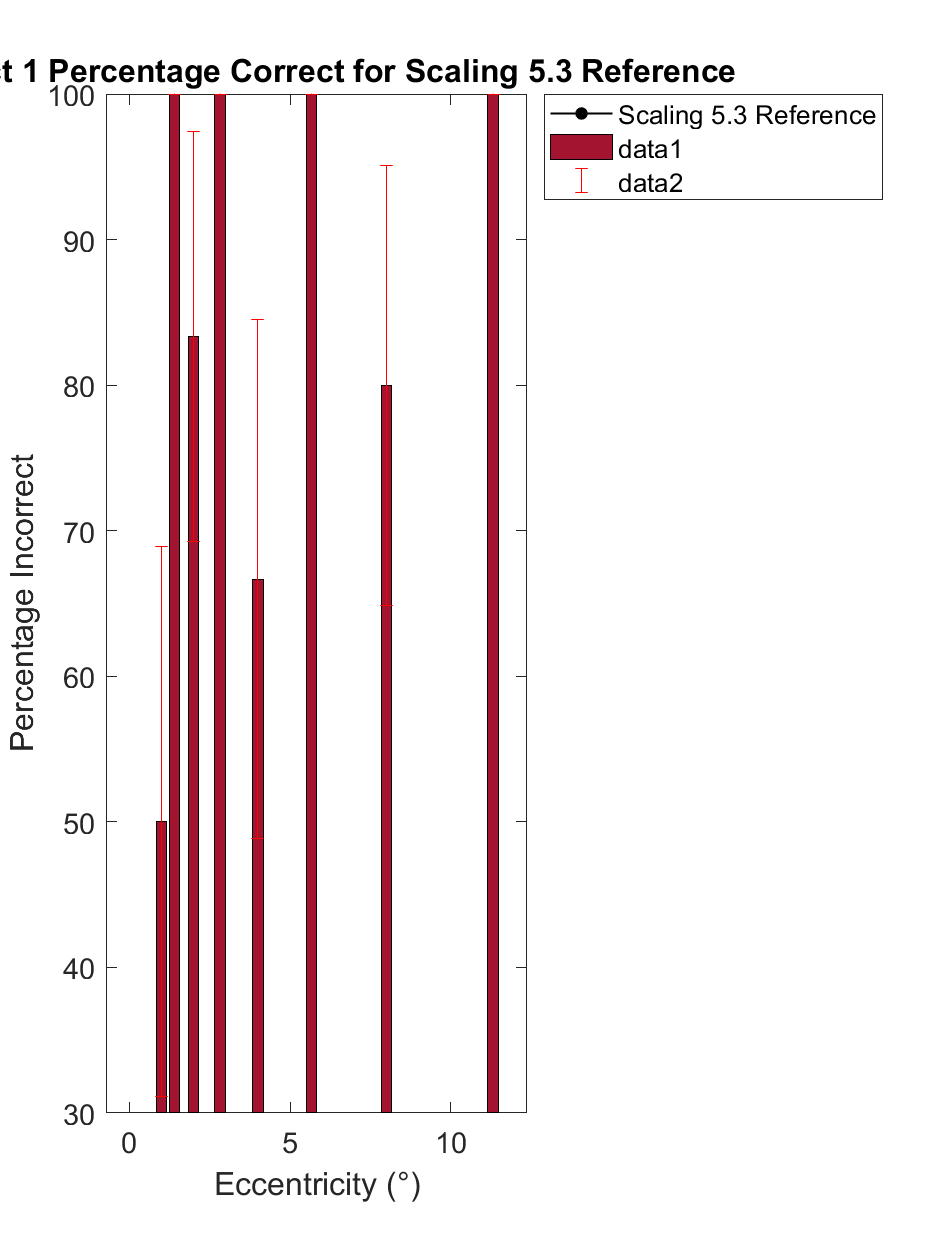 t 1 Percentage Correct for Scaling 5.3 Reference
Scaling 5.3 Reference
data1
data2
100
90
80
70
60
50
40
30
Percentage Incorrect
0 5 10
Eccentricity (°)